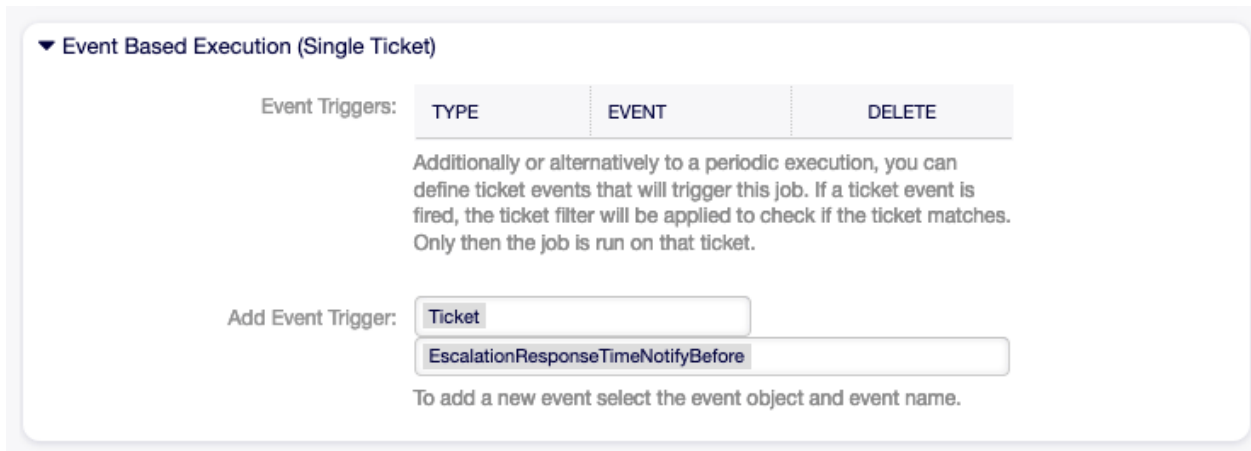 Event Based Execution (Single Ticket)
Event Triggers:
TYPE EVENT DELETE
Additionally or alternatively to a periodic execution, you can
define ticket events that will trigger this job. If a ticket event is
fired, the ticket filter will be applied to check if the ticket matches.
Only then the job is run on that ticket.
Add Event Trigger:
Ticket
EscalationResponseTimeNotifyBefore
To add a new event select the event object and event name.